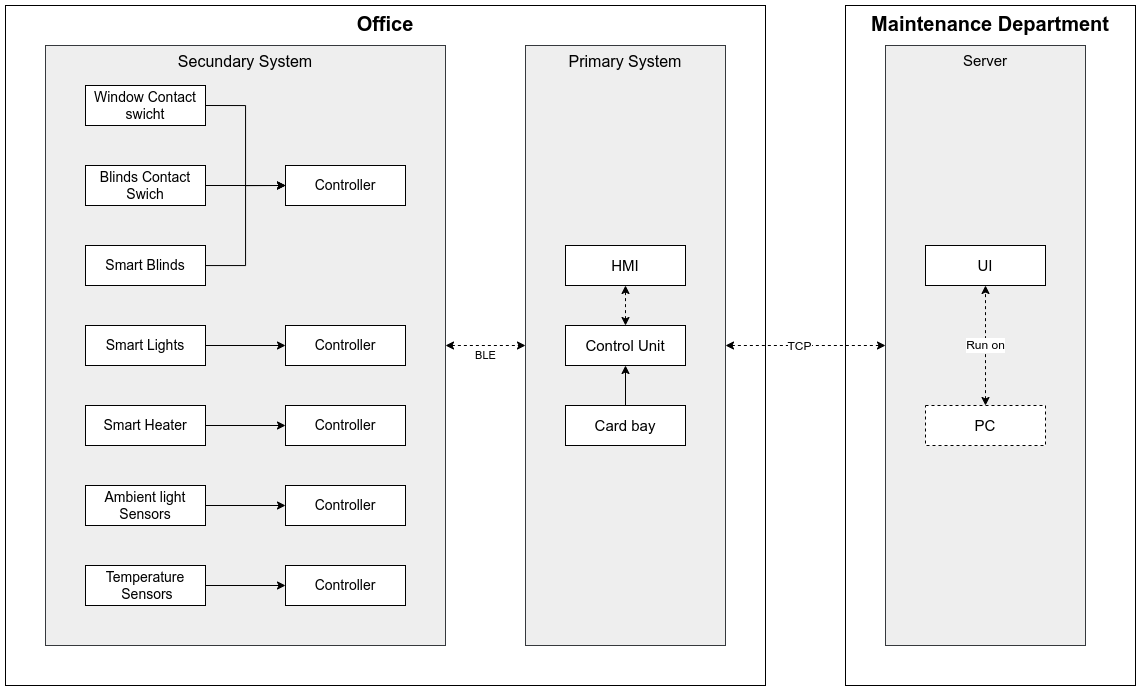 Office
Maintenance Department
Secundary System
Primary System
Server
Window Contact
swicht
Blinds Contact
Swich
Controller
Smart Blinds
HMI
UI
Smart Lights
Controller
BLE
Control Unit
TCP
Run on
Smart Heater
Controller
Card bay
PC
Ambient light
Sensors
Controller
Temperature
Sensors
Controller